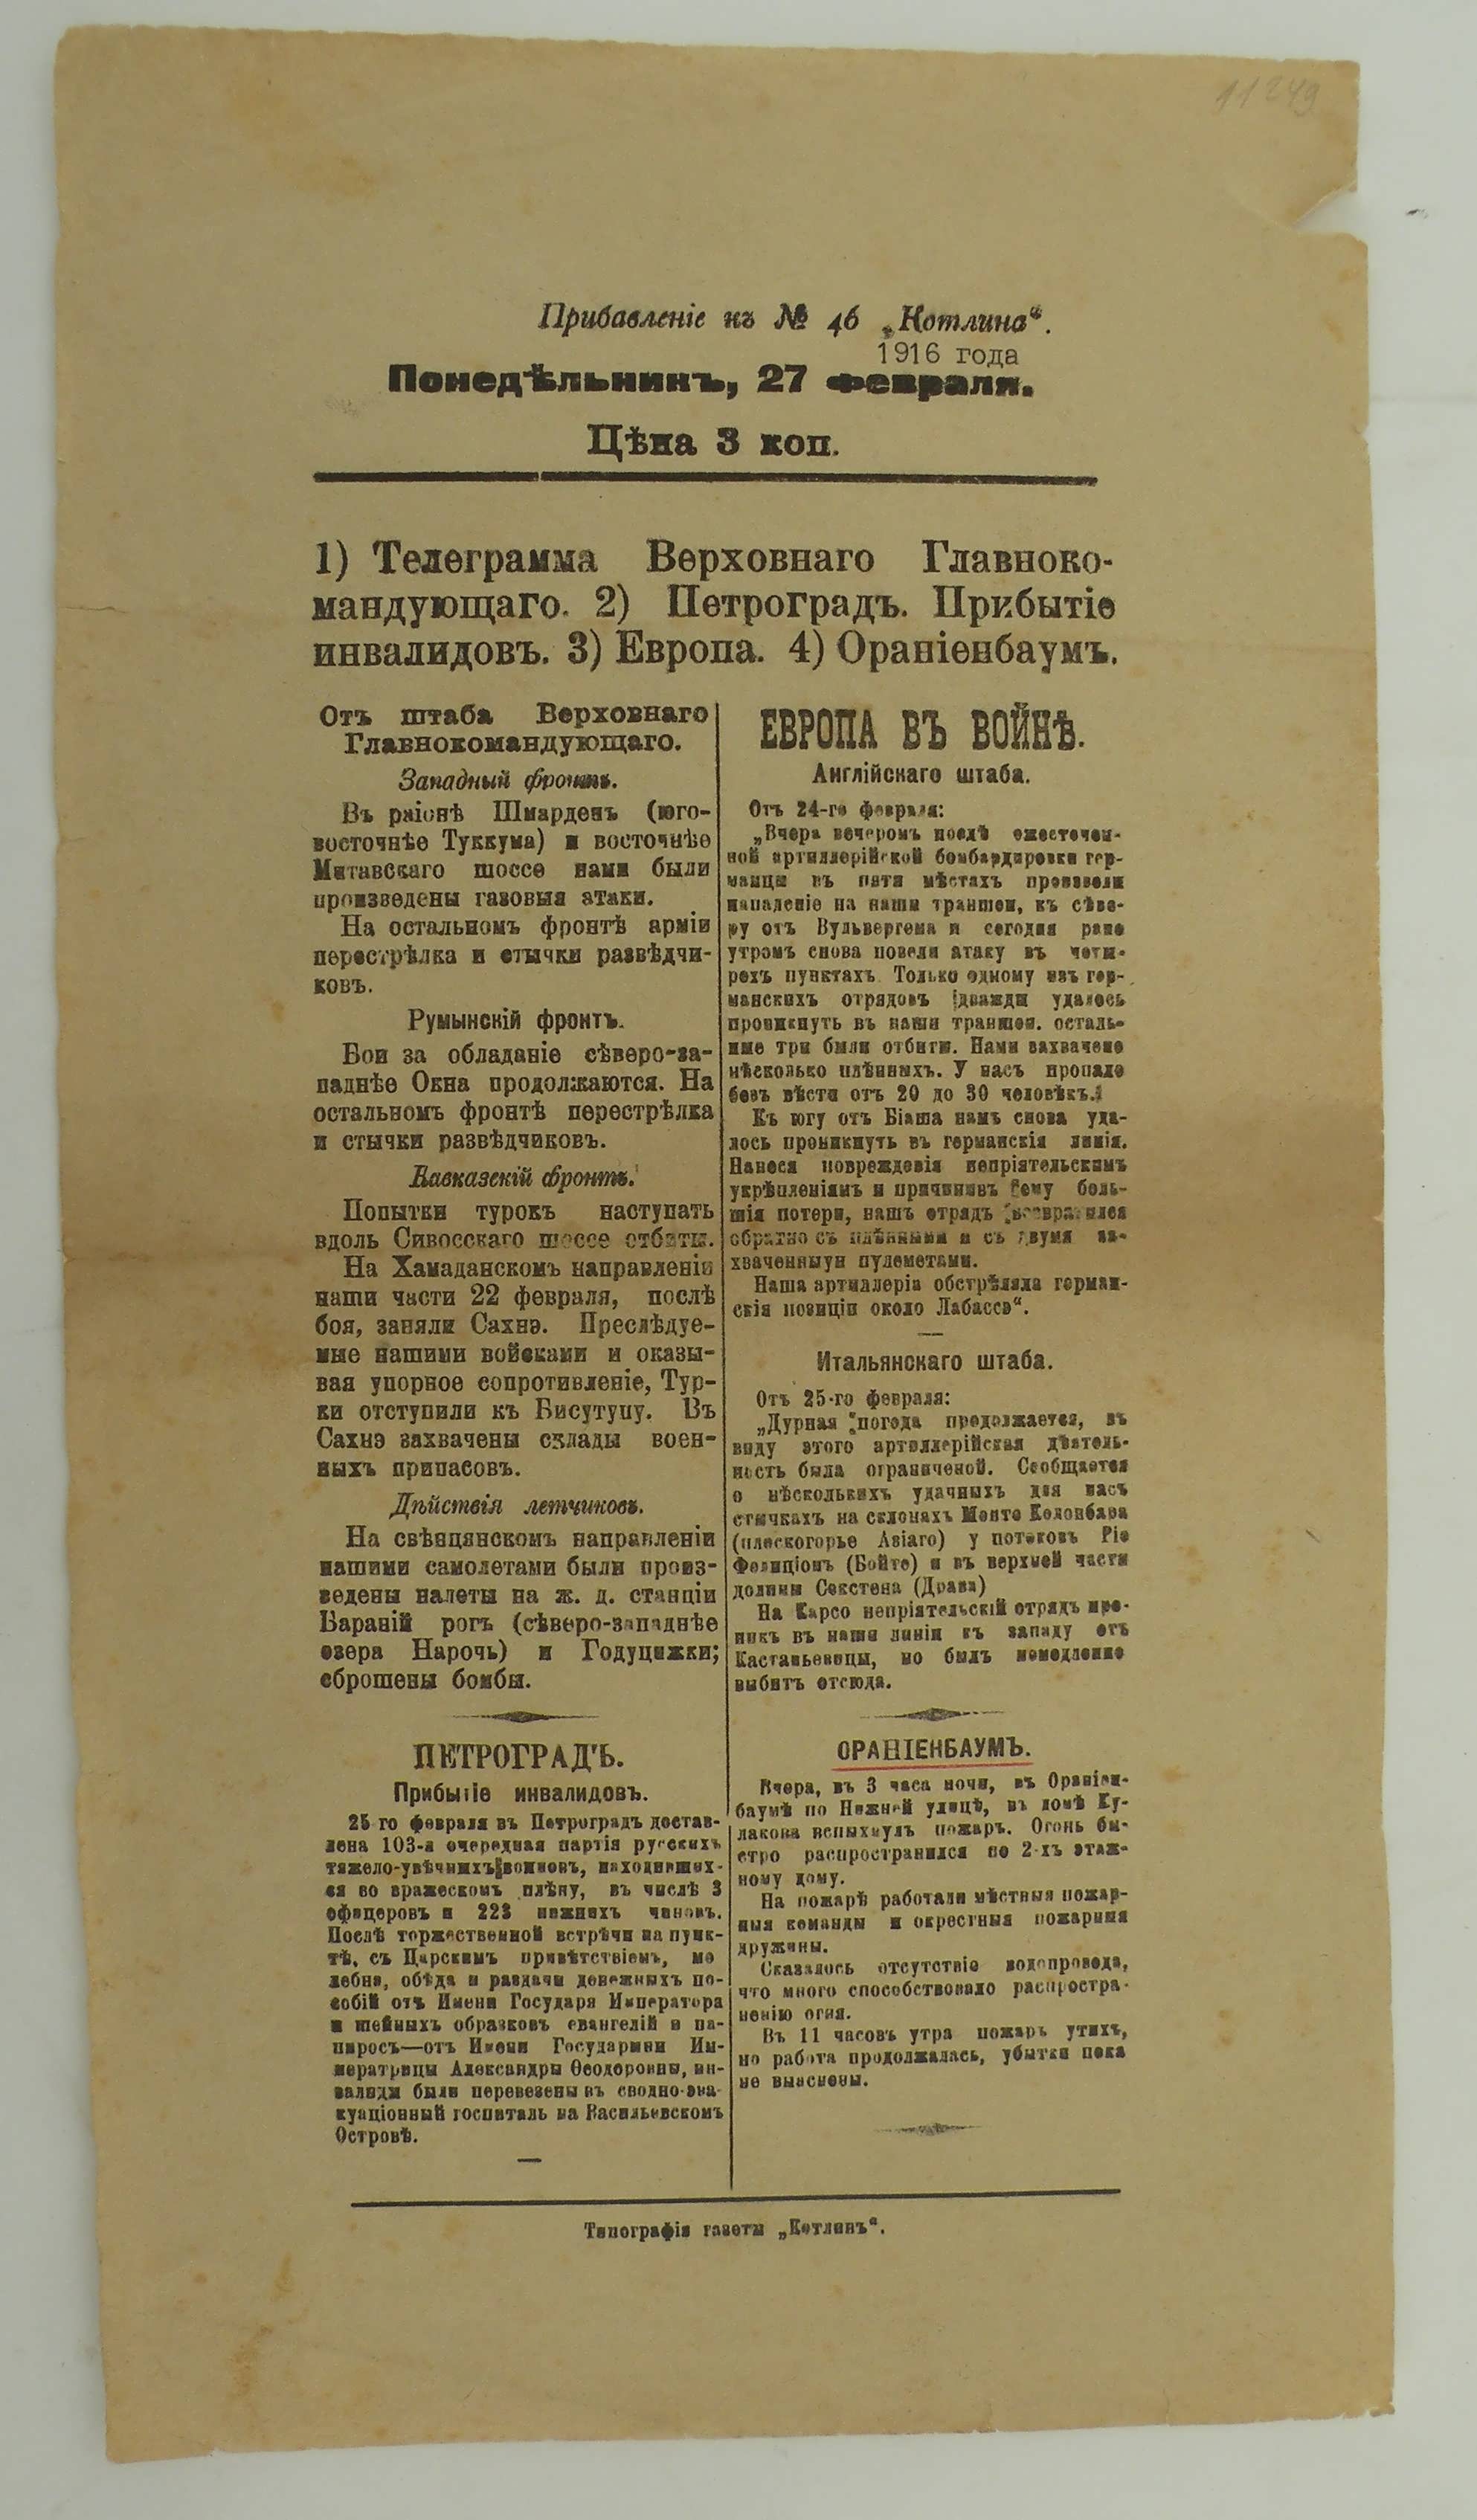 11249
Прибавленіе къ № 46 „Котлина“.
1916 года
Понедѣльникъ, 27 февраля.
Цѣна 3 коп.
1) Телеграмма Верховнаго Главноко-
мандующаго. 2) Петроградъ. Прибытіе
инвалидовъ. 3) Европа. 4) Ораніенбаумъ.
Отъ штаба Верховнаго
Главнокомандующаго.
Западный фронтъ.
Въ раіонѣ Шмарденъ (юго-
восточнѣе Туккума) и восточнѣе
Митавскаго шоссе нами были
произведены газовыя атаки.
На остальномъ фронтѣ арміи
перестрѣлка и стычки развѣдчи-
ковъ.
Румынскій фронтъ.
Бои за обладаніе сѣверо-за-
паднѣе Окна продолжаются. На
остальномъ фронтѣ перестрѣлка
и стычки развѣдчиковъ.
Кавказскій фронтъ.
Попытки турокъ наступать
вдоль Сивосскаго шоссе отбиты.
На Хамаданскомъ направленіи
наши части 22 февраля, послѣ
боя, заняли Сахнэ. Преслѣдуе-
мые нашими войсками и оказы-
вая упорное сопротивленіе, Тур-
ки отступили къ Бисутуну. Въ
Сахнэ захвачены склады воен-
ныхъ припасовъ.
Дѣйствія летчиковъ.
На свѣнцянскомъ направленіи
нашими самолетами были произ-
ведены налеты на ж. д. станціи
Бараній рогъ (сѣверо-западнѣе
озера Нарочь) и Годуцижки;
сброшены бомбы.
ПЕТРОГРАДЪ.
Прибытіе инвалидовъ.
25 го февраля въ Петроградъ достав-
лена 103-я очередная партія русскихъ
тяжело-увѣчныхъ воиновъ, находивших-
ся во вражескомъ плѣну, въ числѣ 3
офицеровъ и 223 нижнихъ чиновъ.
Послѣ торжественной встрѣчи на пунк-
тѣ, съ Царскимъ привѣтствіемъ, мо
лебна, обѣда и раздачи денежныхъ по-
собій отъ Имени Государя Императора
и шейныхъ образковъ евангелій и па-
пиросъ—отъ Имени Государыни Им-
ператрицы Александры Ѳеодоровны, ин-
валиды были перевезены въ сводно-эва-
куаціонный госпиталь на Васильевскомъ
Островѣ.
ЕВРОПА ВЪ ВОЙНѢ.
Англійскаго штаба.
Отъ 24-го февраля:
„Вчера вечеромъ послѣ ожесточен-
ной артиллерійской бомбардировки гер-
манцы въ пяти мѣстахъ произвели
нападеніе на наши траншеи, къ сѣве-
ру отъ Вульвергема и сегодня рано
утромъ снова повели атаку въ четы-
рехъ пунктахъ. Только одному изъ гер-
манскихъ отрядовъ дважды удалось
проникнуть въ наши траншеи. осталь-
ные три были отбиты. Нами захвачено
нѣсколько плѣнныхъ. У насъ пропало
безъ вѣсти отъ 20 до 30 человѣкъ.
Къ югу отъ Біаша намъ снова уда-
лось проникнуть въ германскія линіи.
Нанеся поврежденія непріятельскимъ
укрѣпленіямъ и причинивъ ему боль-
шія потери, нашъ отрядъ возвратился
обратно съ плѣнными и съ двумя за-
хваченныун пулеметами.
Наша артиллерія обстрѣляла герман-
скія позиціи около Лабассэ“.
Итальянскаго штаба.
Отъ 25-го февраля:
„Дурная погода продолжается, въ
виду этого артиллерійская дѣятель-
ность была ограниченой. Сообщается
о нѣсколькихъ удачныхъ для насъ
стычкахъ на склонахъ Монте Коломбара
(плоскогорье Азіаго) у потоковъ Ріо
Фелиціонъ (Бойте) и въ верхней части
долины Секстена (Драва)
На Карсо непріятельскій отрядъ про-
никъ въ наши линіи къ западу отъ
Кастаньевицы, но былъ немедленно
выбитъ отсюда.
ОРАНІЕНБАУМЪ.
Вчера, въ 3 часа ночи, въ Ораніен-
баумѣ по Нижней улицѣ, въ домѣ Ку-
лакова вспыхнулъ пожаръ. Огонь бы-
стро распространился по 2-хъ этаж-
ному дому.
На пожарѣ работали мѣстныя пожар-
ныя команды и окрестныя пожарныя
дружины.
Сказалось отсутствіе водопровода,
что много способствовало распростра-
ненію огня.
Въ 11 часовъ утра пожаръ утихъ,
но работа продолжалась, убытки пока
не выяснены.
Типографія газеты „Котлинъ“.